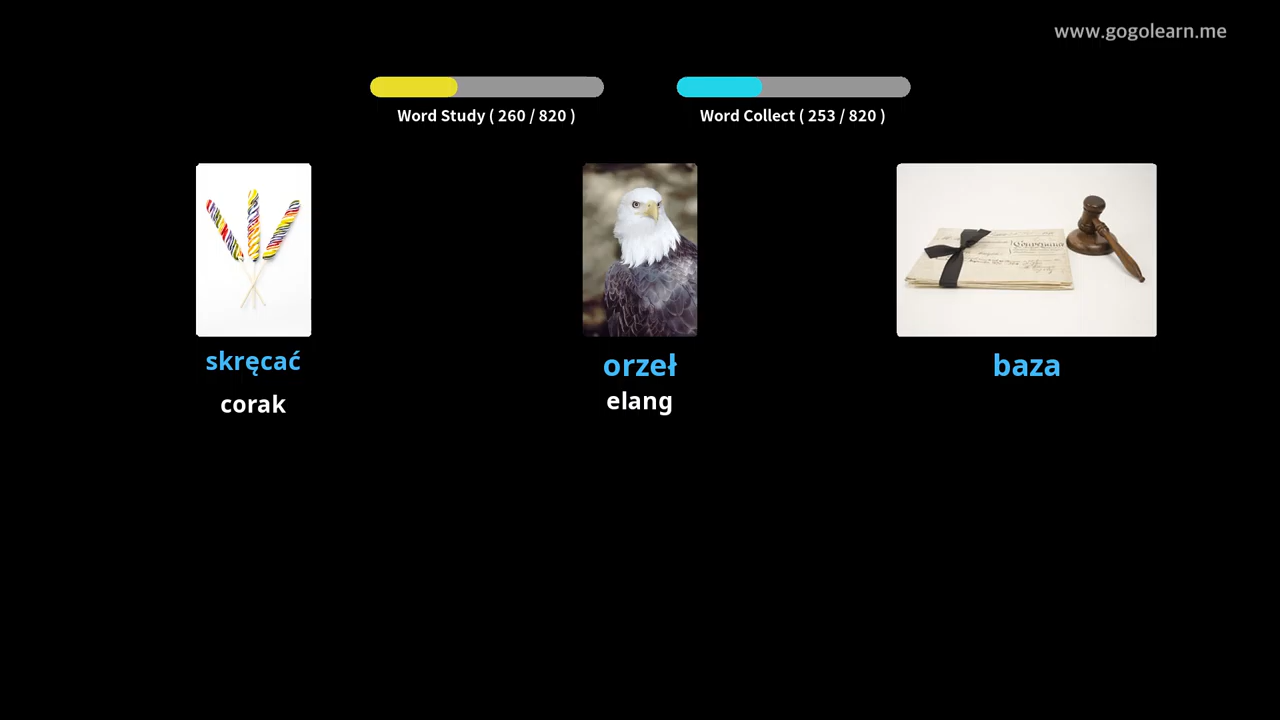 www.gogolearn.me
Word Study ( 260 / 820 )
Word Collect ( 253 / 820 )
skręcać
corak
orzeł
elang
baza